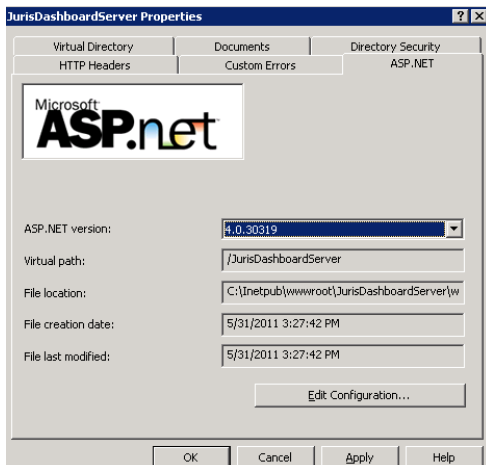 JurisDashboardServer Properties
Virtual Directory Documents Directory Security
HTTP Headers Custom Errors ASP.NET
Microsoft
ASP.net
ASP.NET version: 4.0.30319
Virtual path: /JurisDashboardServer
File location: C:\Inetpub\wwwroot\JurisDashboardServer\w
File creation date: 5/31/2011 3:27:42 PM
File last modified: 5/31/2011 3:27:42 PM
Edit Configuration...
OK Cancel Apply Help